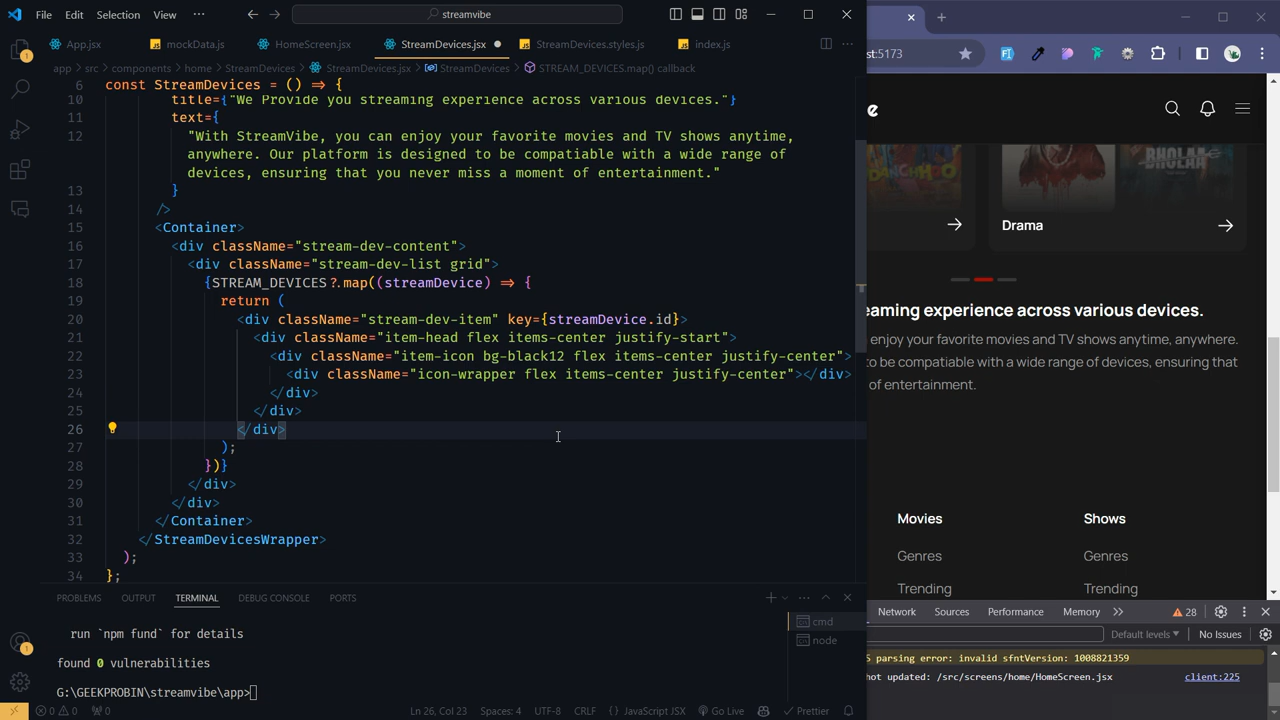 File Edit Selection View ··· streamvibe
App.jsx mockData.js HomeScreen.jsx StreamDevices.jsx StreamDevices.styles.js index.js
app > src > components > home > StreamDevices > StreamDevices.jsx > StreamDevices > STREAM_DEVICES.map() callback
6 const StreamDevices = () => {
10 title={"We Provide you streaming experience across various devices."}
11 text={
12 "With StreamVibe, you can enjoy your favorite movies and TV shows anytime,
anywhere. Our platform is designed to be compatiable with a wide range of
devices, ensuring that you never miss a moment of entertainment."
13 }
14 />
15 <Container>
16 <div className="stream-dev-content">
17 <div className="stream-dev-list grid">
18 {STREAM_DEVICES?.map((streamDevice) => {
19 return (
20 <div className="stream-dev-item" key={streamDevice.id}>
21 <div className="item-head flex items-center justify-start">
22 <div className="item-icon bg-black12 flex items-center justify-center">
23 <div className="icon-wrapper flex items-center justify-center"></div>
24 </div>
25 </div>
26 </div>
27 );
28 })}
29 </div>
30 </div>
31 </Container>
32 </StreamDevicesWrapper>
33 );
34 };
PROBLEMS OUTPUT TERMINAL DEBUG CONSOLE PORTS
cmd
node
run `npm fund` for details
found 0 vulnerabilities
G:\GEEKPROBIN\streamvibe\app>
0 0 0 Ln 26, Col 23 Spaces: 4 UTF-8 CRLF {} JavaScript JSX Go Live Prettier
st:5173
e
BHOLAA
Drama
eaming experience across various devices.
enjoy your favorite movies and TV shows anytime, anywhere.
to be compatiable with a wide range of devices, ensuring that
of entertainment.
Movies Shows
Genres Genres
Trending Trending
Network Sources Performance Memory 28
Default levels No Issues
S parsing error: invalid sfntVersion: 1008821359
hot updated: /src/screens/home/HomeScreen.jsx client:225